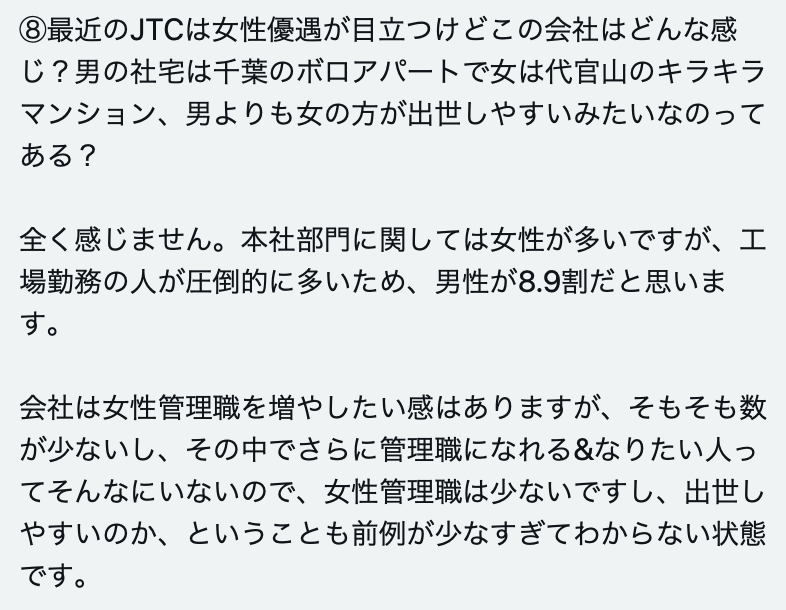 ⑧最近のJTCは女性優遇が目立つけどこの会社はどんな感
じ？男の社宅は千葉のボロアパートで女は代官山のキラキラ
マンション、男よりも女の方が出世しやすいみたいなのって
ある？
全く感じません。本社部門に関しては女性が多いですが、工
場勤務の人が圧倒的に多いため、男性が8.9割だと思いま
す。
会社は女性管理職を増やしたい感はありますが、そもそも数
が少ないし、その中でさらに管理職になれる&なりたい人っ
てそんなにいないので、女性管理職は少ないですし、出世し
やすいのか、ということも前例が少なすぎてわからない状態
です。